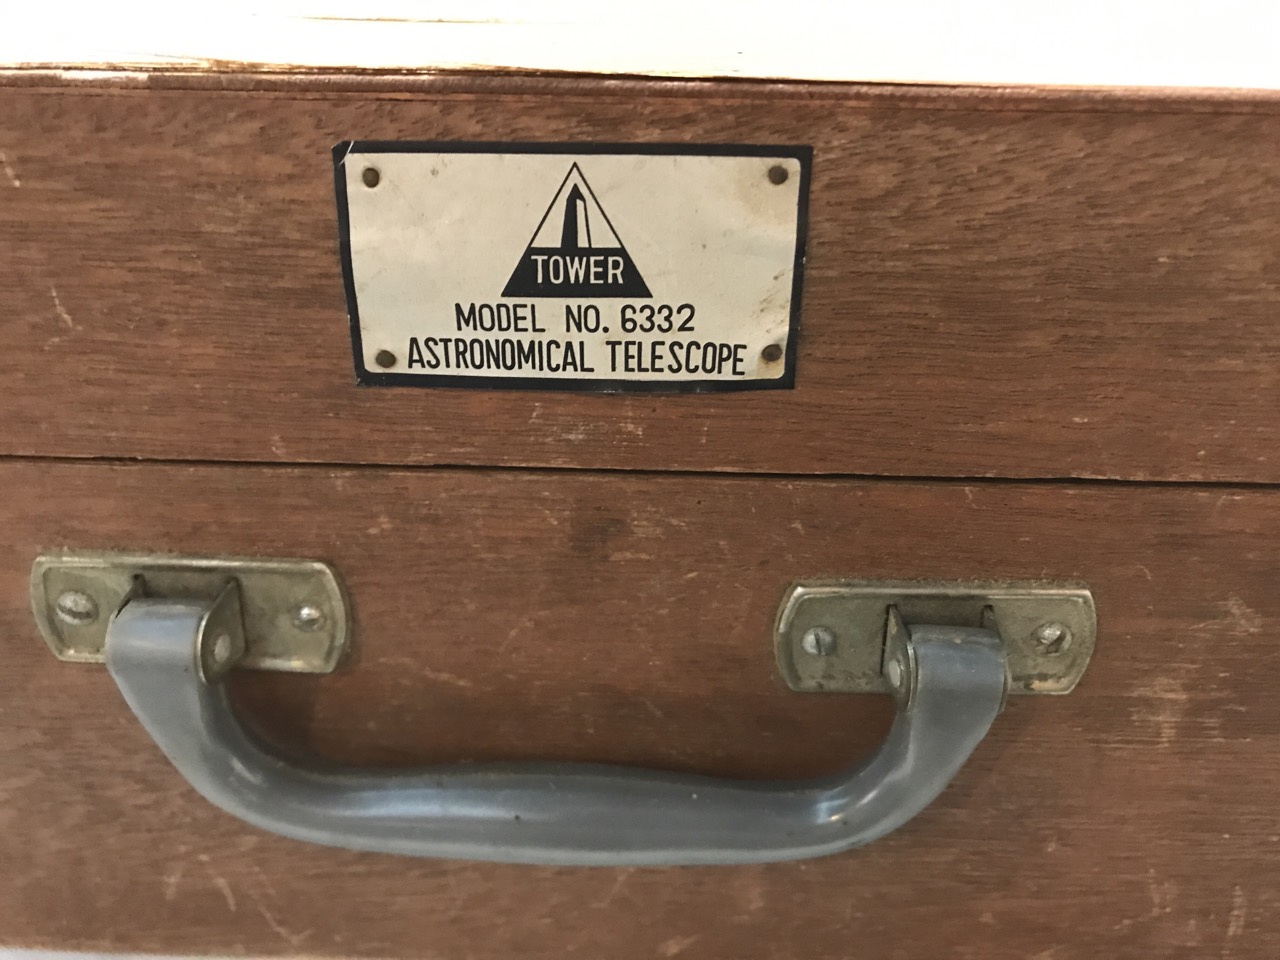 TOWER
MODEL NO. 6332
ASTRONOMICAL TELESCOPE